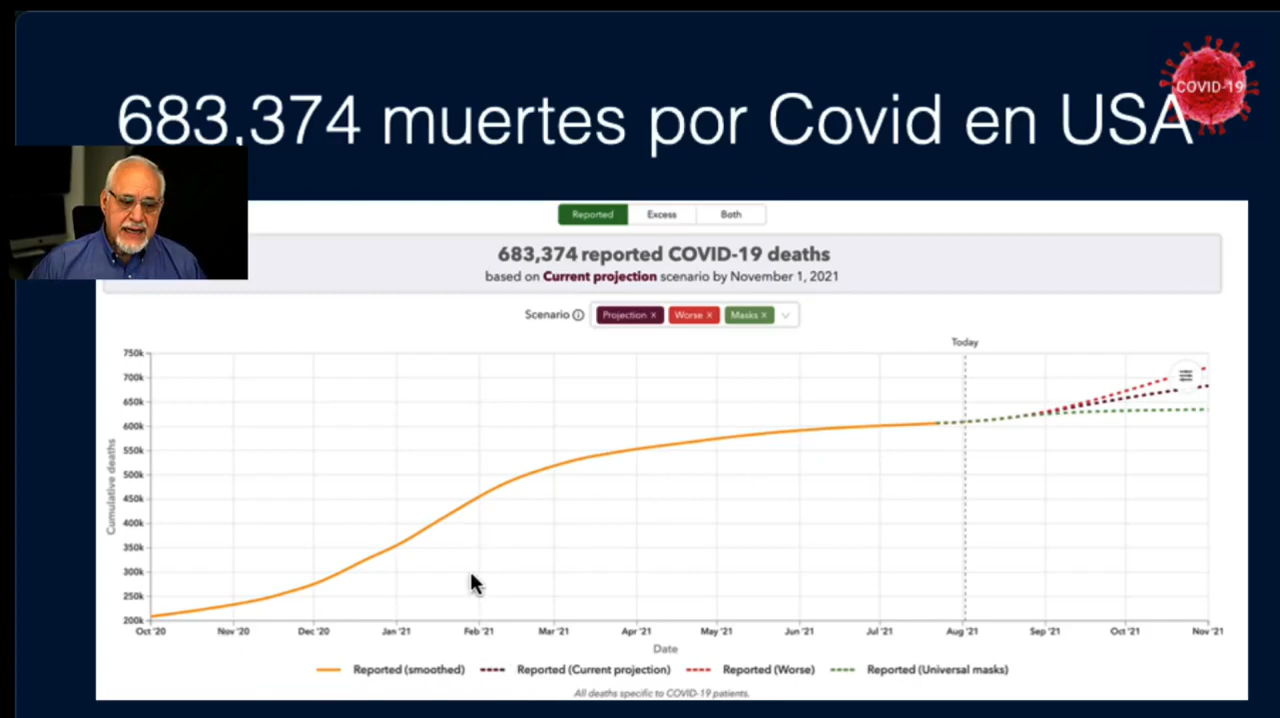 683,374 muertes por Covid en USA
COVID-19
Reported Excess Both
683,374 reported COVID-19 deaths
based on Current projection scenario by November 1, 2021
Scenario Projection × Worse × Masks ×
Today
750k
700k
650k
600k
550k
500k
450k
400k
350k
300k
250k
200k
Cumulative deaths
Oct '20 Nov '20 Dec '20 Jan '21 Feb '21 Mar '21 Apr '21 May '21 Jun '21 Jul '21 Aug '21 Sep '21 Oct '21 Nov '21
Date
Reported (smoothed) Reported (Current projection) Reported (Worse) Reported (Universal masks)
All deaths specific to COVID-19 patients.